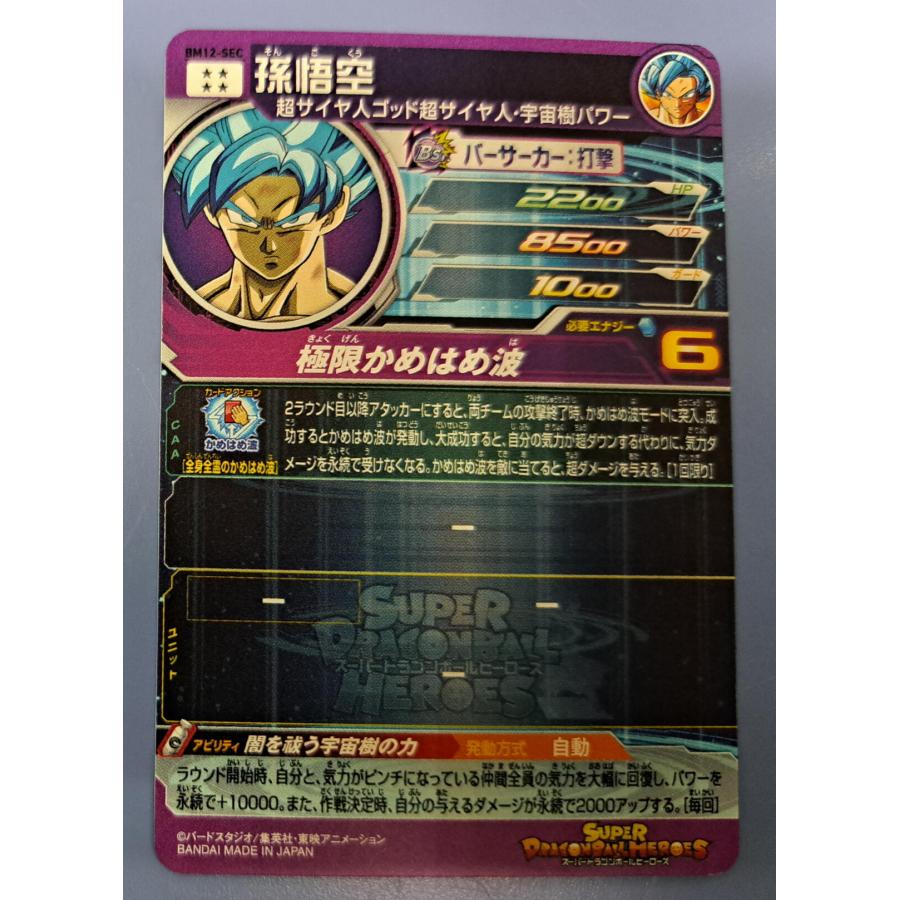 BM12-SEC
孫悟空
そんごくう
超サイヤ人ゴッド超サイヤ人・宇宙樹パワー
Bs バーサーカー:打撃
HP
2200
パワー
8500
ガード
1000
必要エナジー 6
きょくげん は
極限かめはめ波
カードアクション
かめはめ波
[全身全霊のかめはめ波]
CAA
2ラウンド目以降アタッカーにすると、両チームの攻撃終了時、かめはめ波モードに突入。成
功するとかめはめ波が発動し、大成功すると、自分の気力が超ダウンする代わりに、気力ダ
メージを永続で受けなくなる。かめはめ波を敵に当てると、超ダメージを与える。[1回限り]
ー
ユニット
ー ー
ー
SUPER
DRAGONBALL
スーパードラゴンボールヒーローズ
HEROES
アビリティ 闇を祓う宇宙樹の力 発動方式 自動
ラウンド開始時、自分と、気力がピンチになっている仲間全員の気力を大幅に回復し、パワーを
永続で+10000。また、作戦決定時、自分の与えるダメージが永続で2000アップする。[毎回]
©バードスタジオ/集英社・東映アニメーション
BANDAI MADE IN JAPAN
SUPER
DRAGONBALL HEROES
スーパードラゴンボールヒーローズ